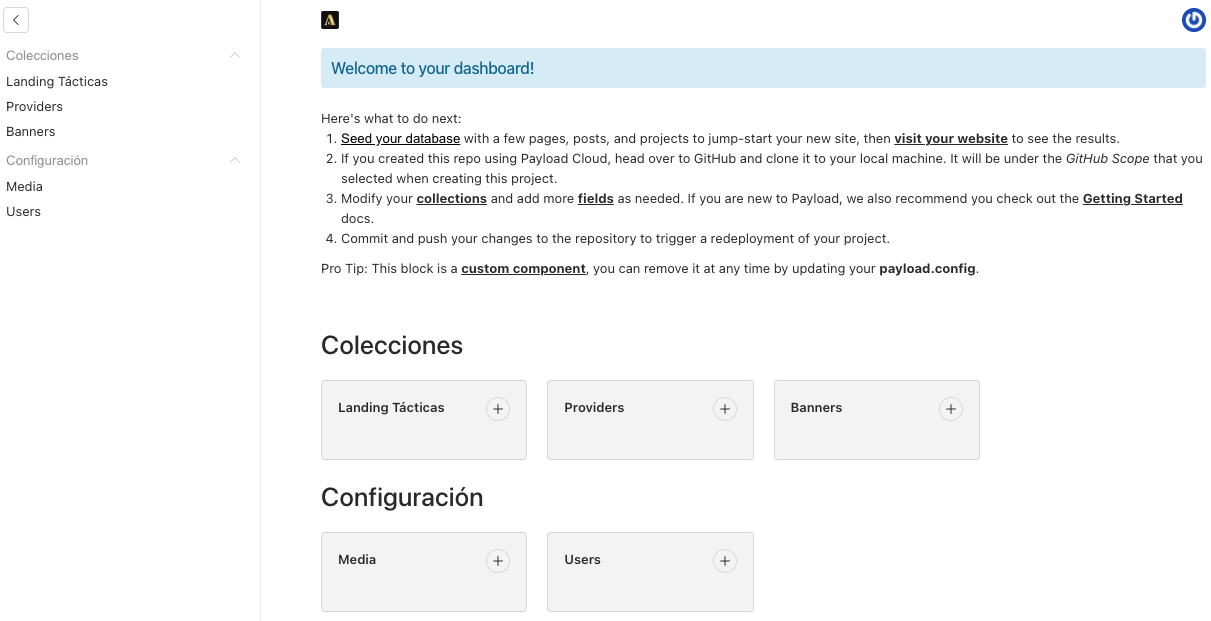 Colecciones
Landing Tácticas
Providers
Banners
Configuración
Media
Users
A
Welcome to your dashboard!
Here's what to do next:
1. Seed your database with a few pages, posts, and projects to jump-start your new site, then visit your website to see the results.
2. If you created this repo using Payload Cloud, head over to GitHub and clone it to your local machine. It will be under the GitHub Scope that you
selected when creating this project.
3. Modify your collections and add more fields as needed. If you are new to Payload, we also recommend you check out the Getting Started
docs.
4. Commit and push your changes to the repository to trigger a redeployment of your project.
Pro Tip: This block is a custom component, you can remove it at any time by updating your payload.config.
Colecciones
Landing Tácticas
Providers
Banners
Configuración
Media
Users